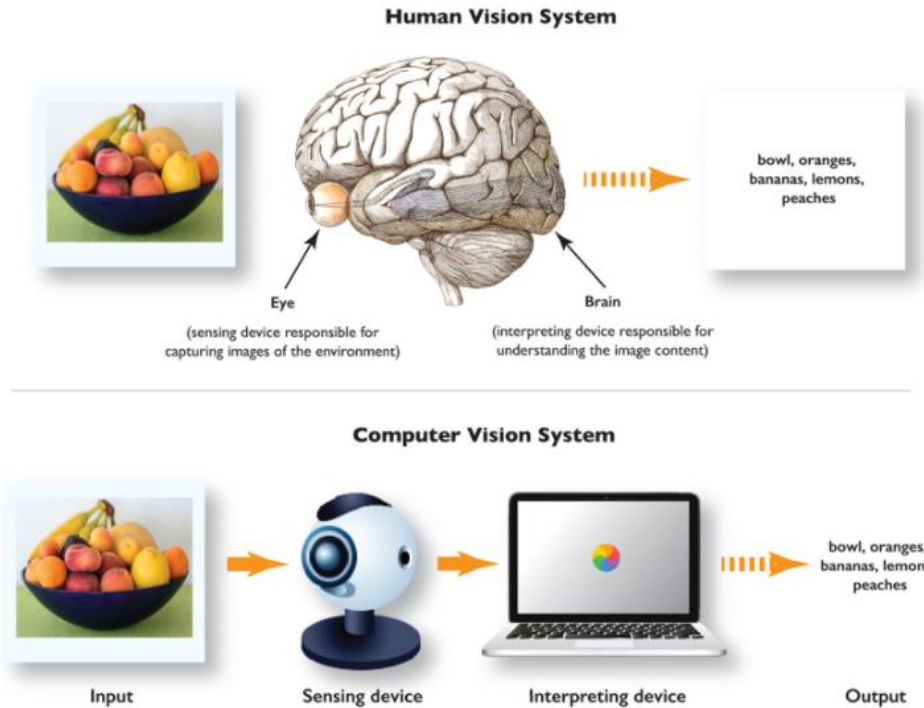 Human Vision System
bowl, oranges,
bananas, lemons,
peaches
Eye
(sensing device responsible for
capturing images of the environment)
Brain
(interpreting device responsible for
understanding the image content)
Computer Vision System
bowl, oranges,
bananas, lemon
peaches
Input
Sensing device
Interpreting device
Output